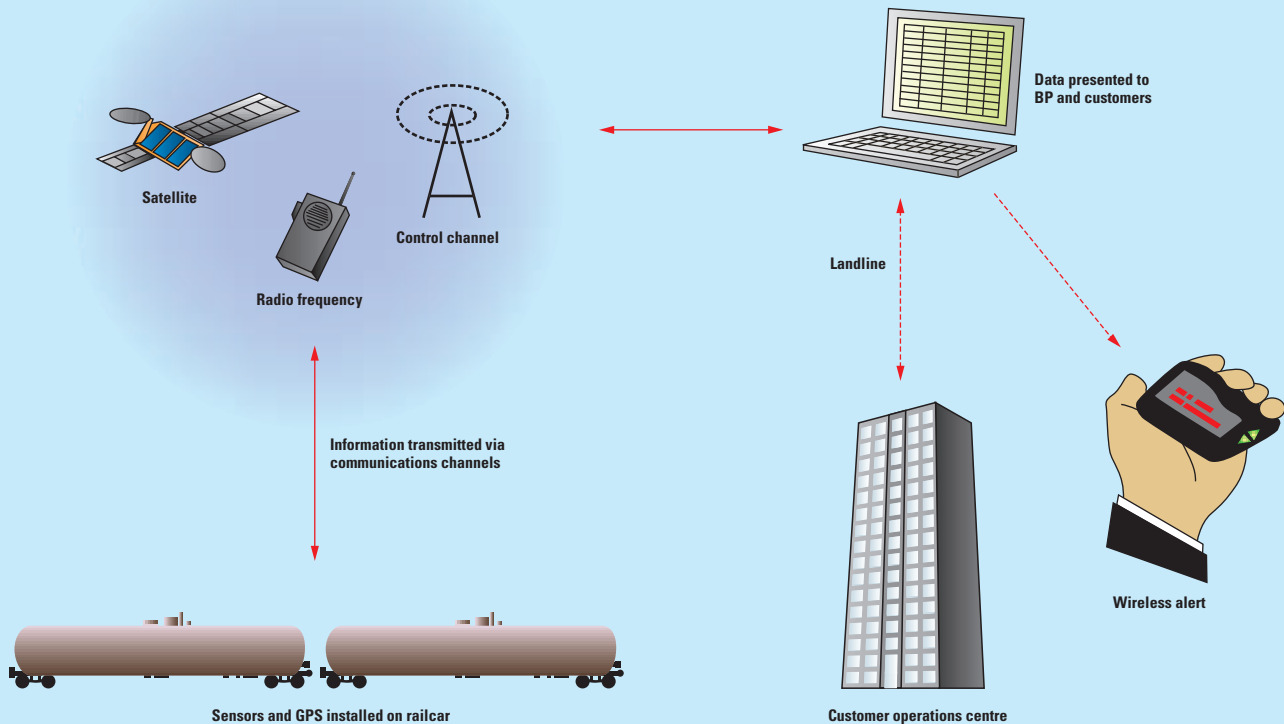 Data presented to
BP and customers
Satellite
Control channel
Radio frequency
Landline
Information transmitted via
communications channels
Wireless alert
Sensors and GPS installed on railcar
Customer operations centre